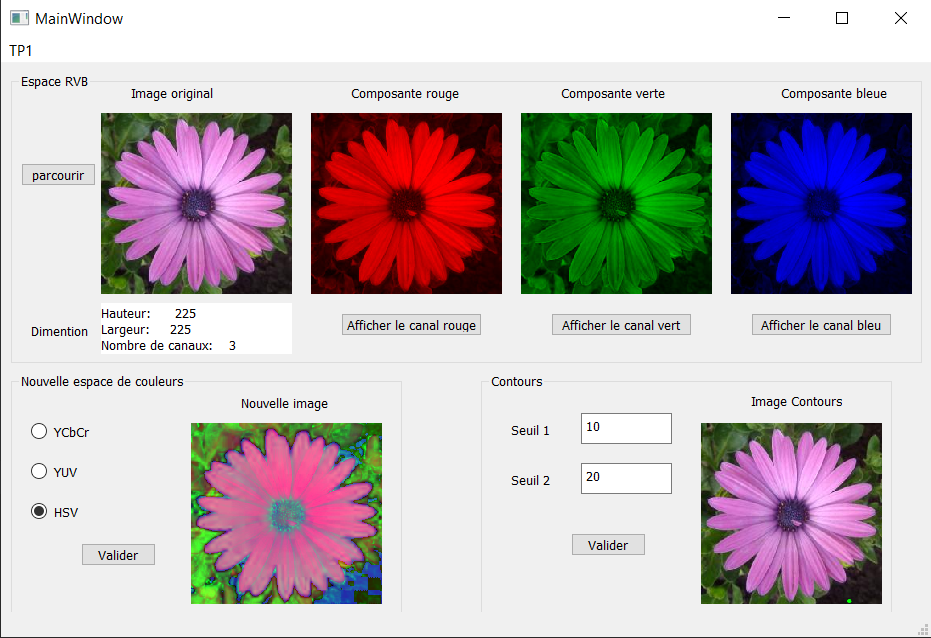 MainWindow
TP1
Espace RVB
Image original
Composante rouge
Composante verte
Composante bleue
parcourir
Dimention
Hauteur: 225
Largeur: 225
Nombre de canaux: 3
Afficher le canal rouge
Afficher le canal vert
Afficher le canal bleu
Nouvelle espace de couleurs
Nouvelle image
YCbCr
YUV
HSV
Valider
Contours
Image Contours
Seuil 1
10
Seuil 2
20
Valider